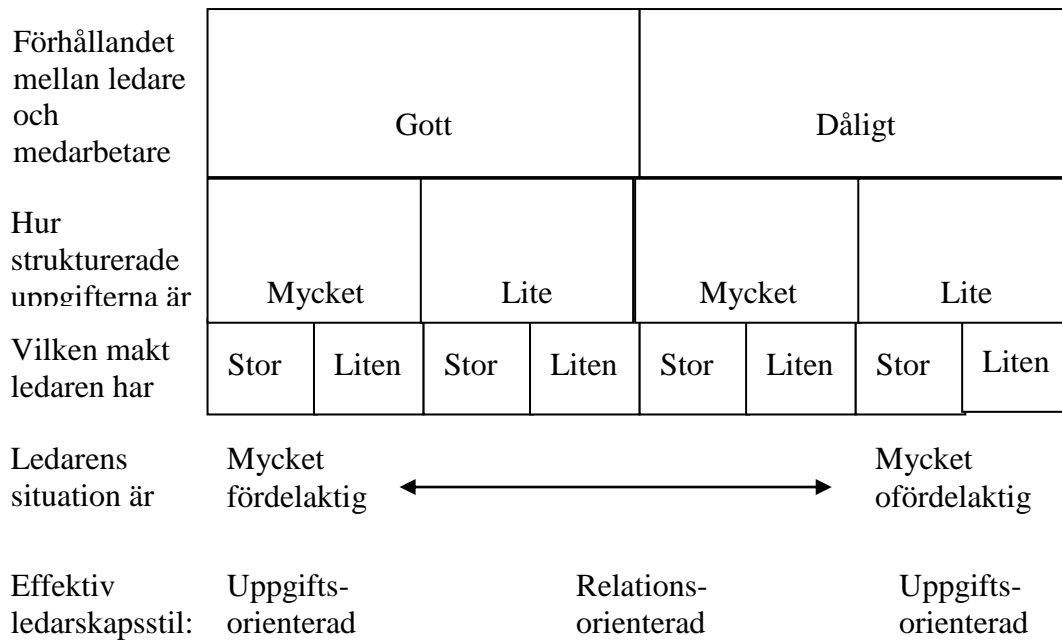 Förhållandet
mellan ledare
och
medarbetare
Gott
Dåligt
Hur
strukturerade
uppgifterna är
Mycket
Lite
Mycket
Lite
Vilken makt
ledaren har
Stor
Liten
Stor
Liten
Stor
Liten
Stor
Liten
Ledarens
situation är
Mycket
fördelaktig
Mycket
ofördelaktig
Effektiv
ledarskapsstil:
Uppgifts-
orienterad
Relations-
orienterad
Uppgifts-
orienterad